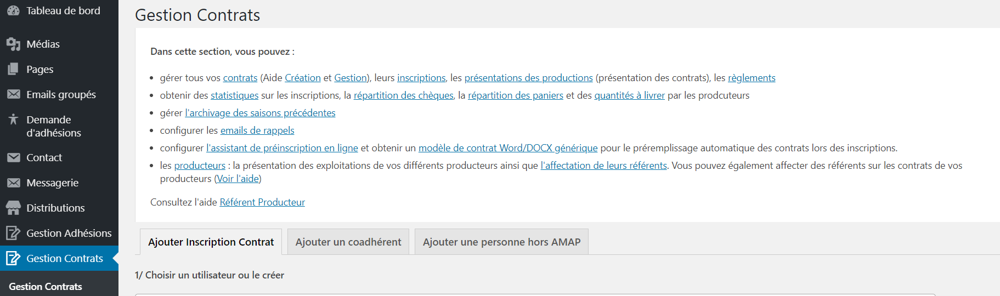 Tableau de bord
Médias
Pages
Emails groupés
Demande
d'adhésions
Contact
Messagerie
Distributions
Gestion Adhésions
Gestion Contrats
Gestion Contrats
Gestion Contrats
Dans cette section, vous pouvez :
• gérer tous vos contrats (Aide Création et Gestion), leurs inscriptions, les présentations des productions (présentation des contrats), les règlements
• obtenir des statistiques sur les inscriptions, la répartition des chèques, la répartition des paniers et des quantités à livrer par les prodcuteurs
• gérer l'archivage des saisons précédentes
• configurer les emails de rappels
• configurer l'assistant de préinscription en ligne et obtenir un modèle de contrat Word/DOCX générique pour le préremplissage automatique des contrats lors des inscriptions.
• les producteurs : la présentation des exploitations de vos différents producteurs ainsi que l'affectation de leurs référents. Vous pouvez également affecter des référents sur les contrats de vos
producteurs (Voir l'aide)
Consultez l'aide Référent Producteur
Ajouter Inscription Contrat
Ajouter un coadhérent
Ajouter une personne hors AMAP
1/ Choisir un utilisateur ou le créer